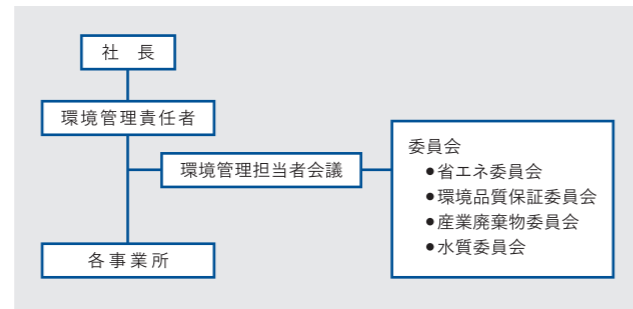 社　長
環境管理責任者
環境管理担当者会議
各事業所
委員会
●省エネ委員会
●環境品質保証委員会
●産業廃棄物委員会
●水質委員会